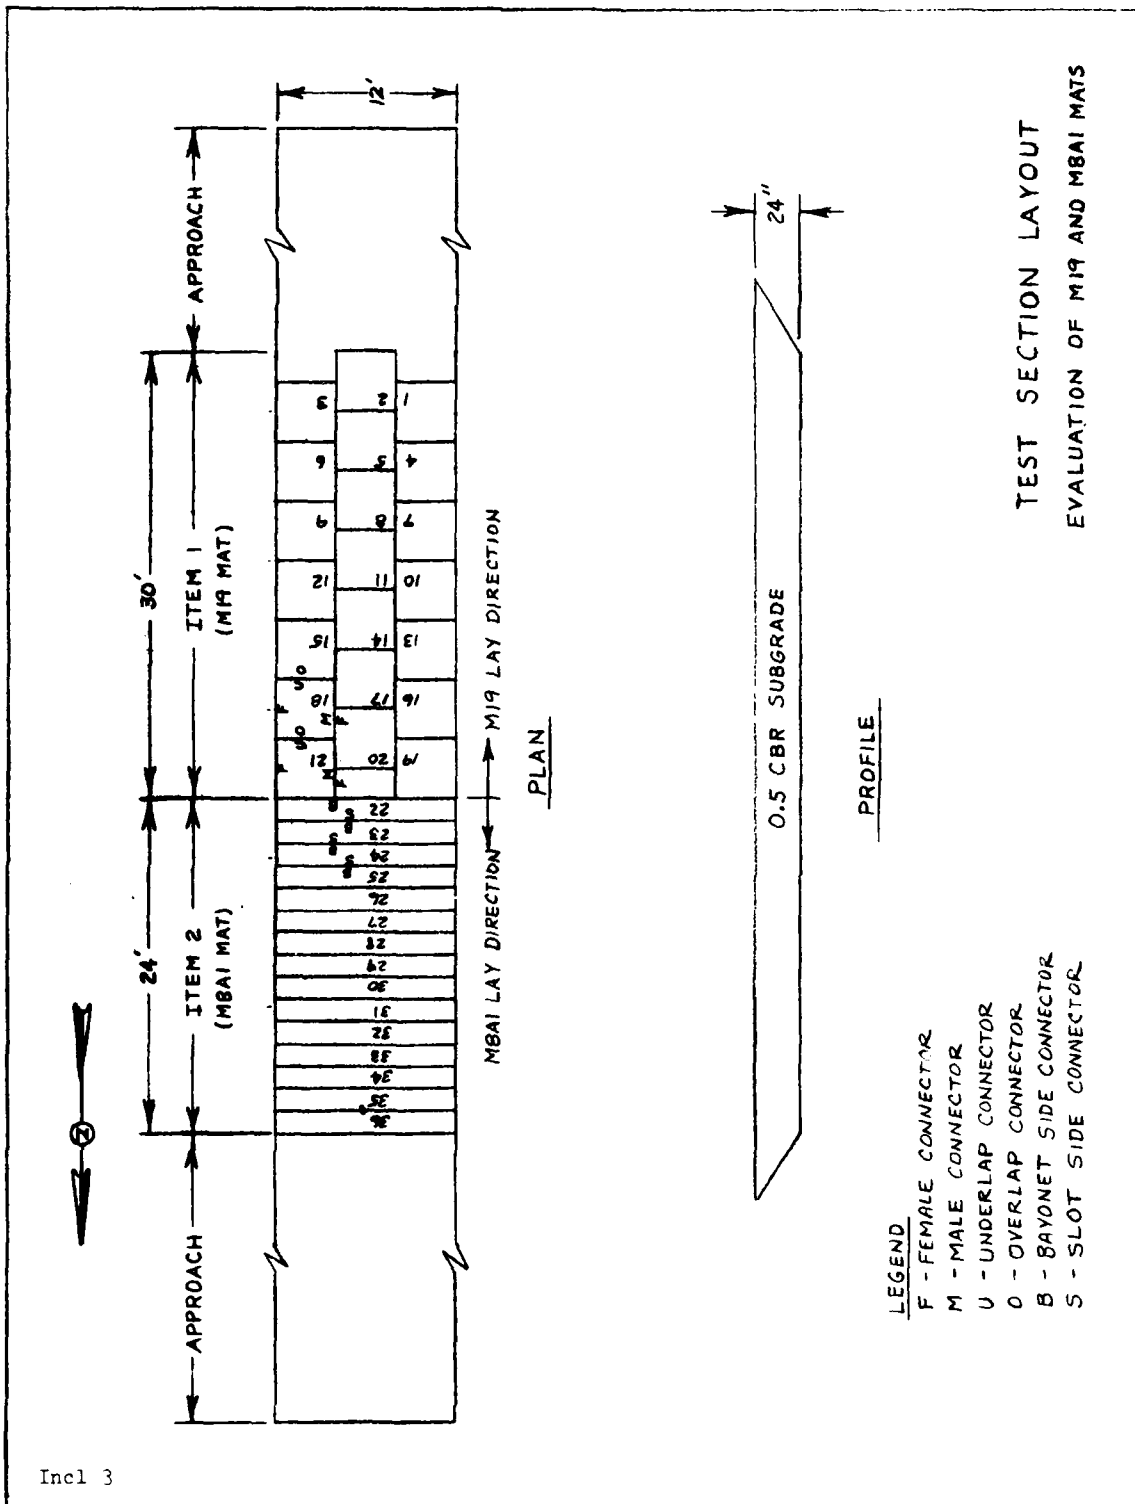 12'
APPROACH
30'
ITEM 1
(M19 MAT)
24'
ITEM 2
(M8A1 MAT)
APPROACH
N
3
2
1
6
5
4
9
8
7
12
11
10
15
14
13
U O
18
17
16
F
M
F
U O
21
20
19
F
M
F
B
22
23
24
25
26
27
28
29
30
31
32
33
34
35
36
M8A1 LAY DIRECTION
M19 LAY DIRECTION
PLAN
24"
0.5 CBR SUBGRADE
PROFILE
LEGEND
F - FEMALE CONNECTOR
M - MALE CONNECTOR
U - UNDERLAP CONNECTOR
O - OVERLAP CONNECTOR
B - BAYONET SIDE CONNECTOR
S - SLOT SIDE CONNECTOR
TEST SECTION LAYOUT
EVALUATION OF M19 AND M8A1 MATS
Incl 3